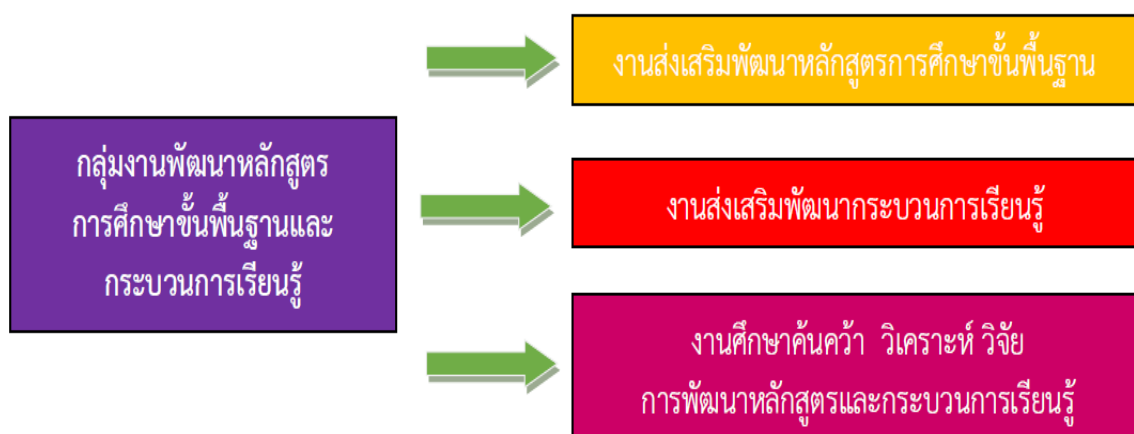 กลุ่มงานพัฒนาหลักสูตร
การศึกษาขั้นพื้นฐานและ
กระบวนการเรียนรู้
งานส่งเสริมพัฒนาหลักสูตรการศึกษาขั้นพื้นฐาน
งานส่งเสริมพัฒนากระบวนการเรียนรู้
งานศึกษาค้นคว้า วิเคราะห์ วิจัย
การพัฒนาหลักสูตรและกระบวนการเรียนรู้